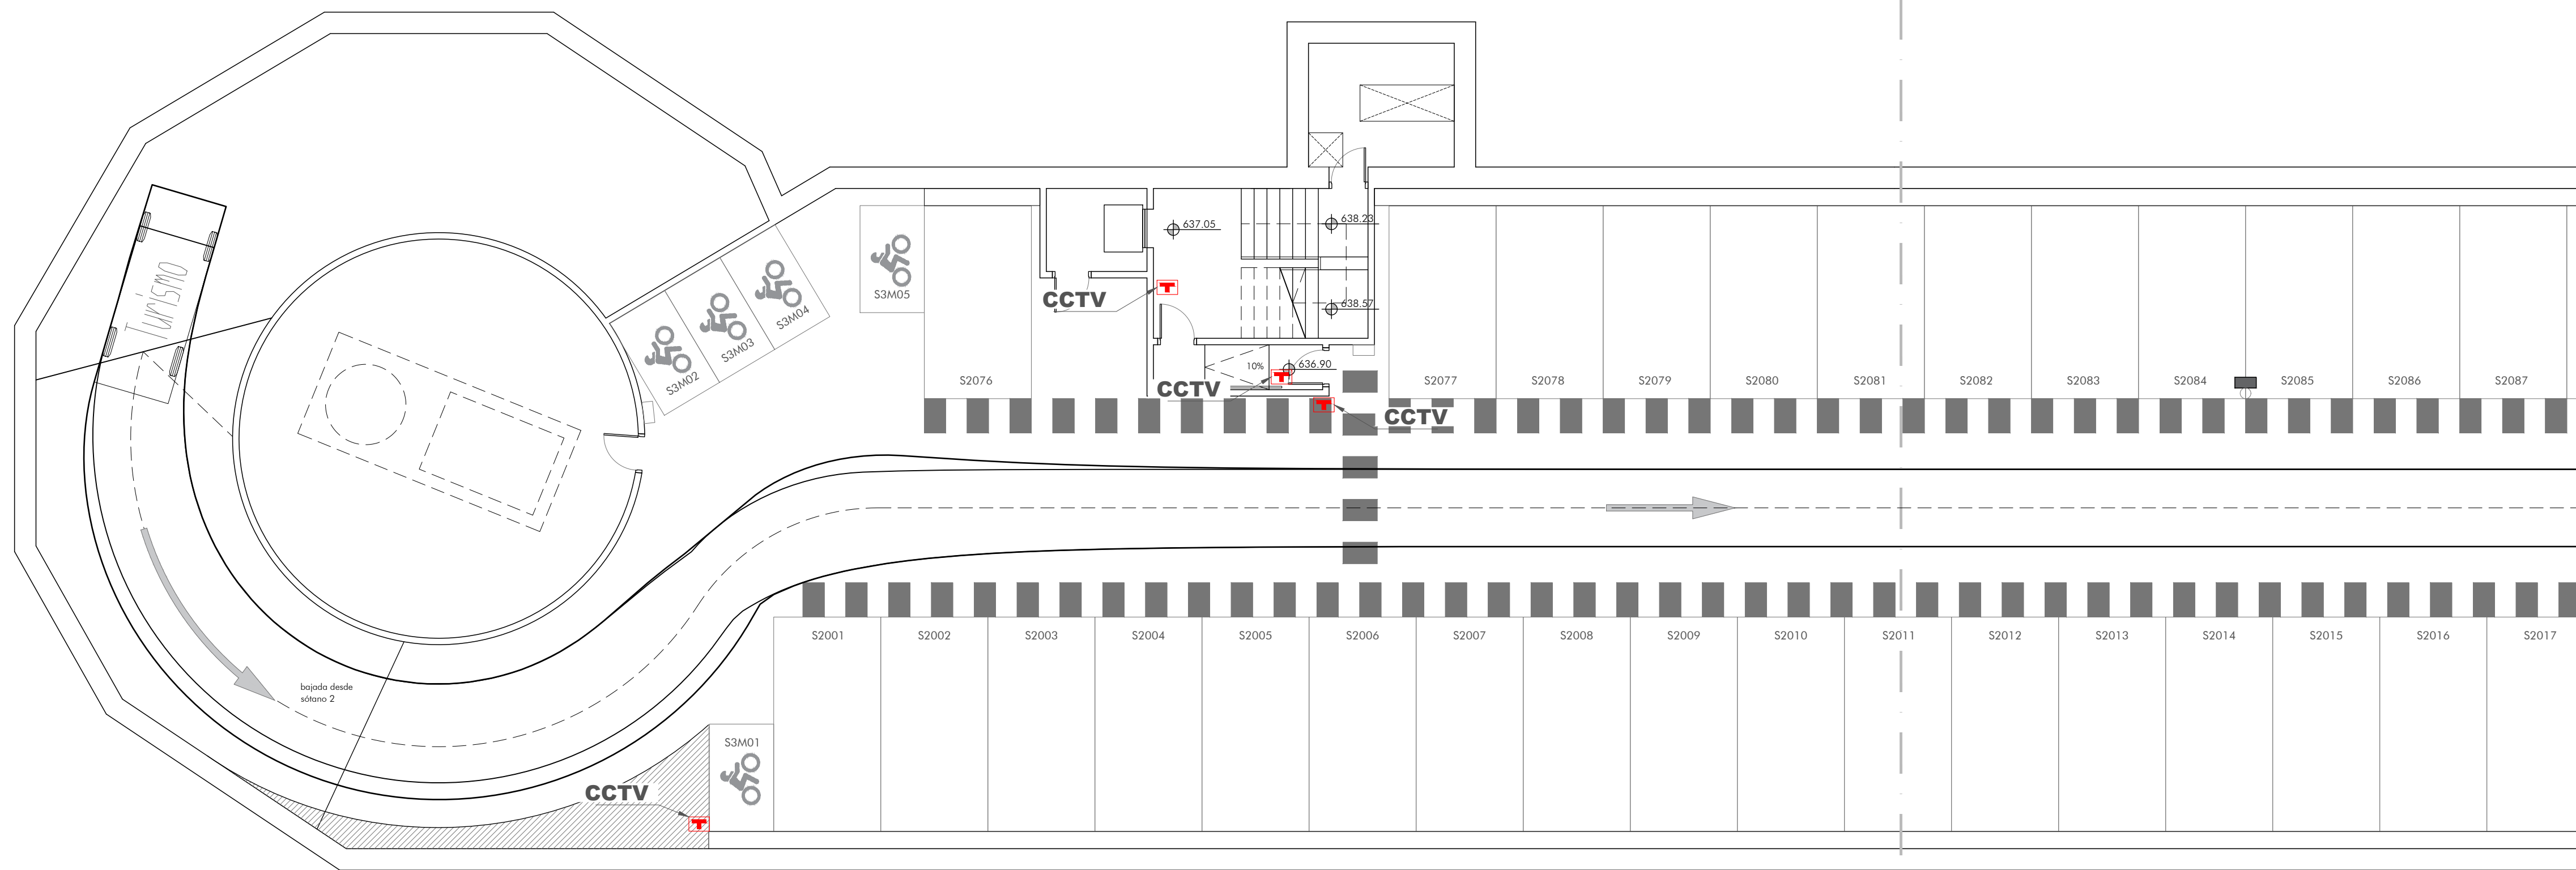 637.05
638.23
Turismo
S3M05
CCTV
638.57
S3M04
S3M03
S3M02
10%
636.90
S2076
CCTV
S2077
S2078
S2079
S2080
S2081
S2082
S2083
S2084
S2085
S2086
S2087
CCTV
S2001
S2002
S2003
S2004
S2005
S2006
S2007
S2008
S2009
S2010
S2011
S2012
S2013
S2014
S2015
S2016
S2017
bajada desde
sótano 2
S3M01
CCTV